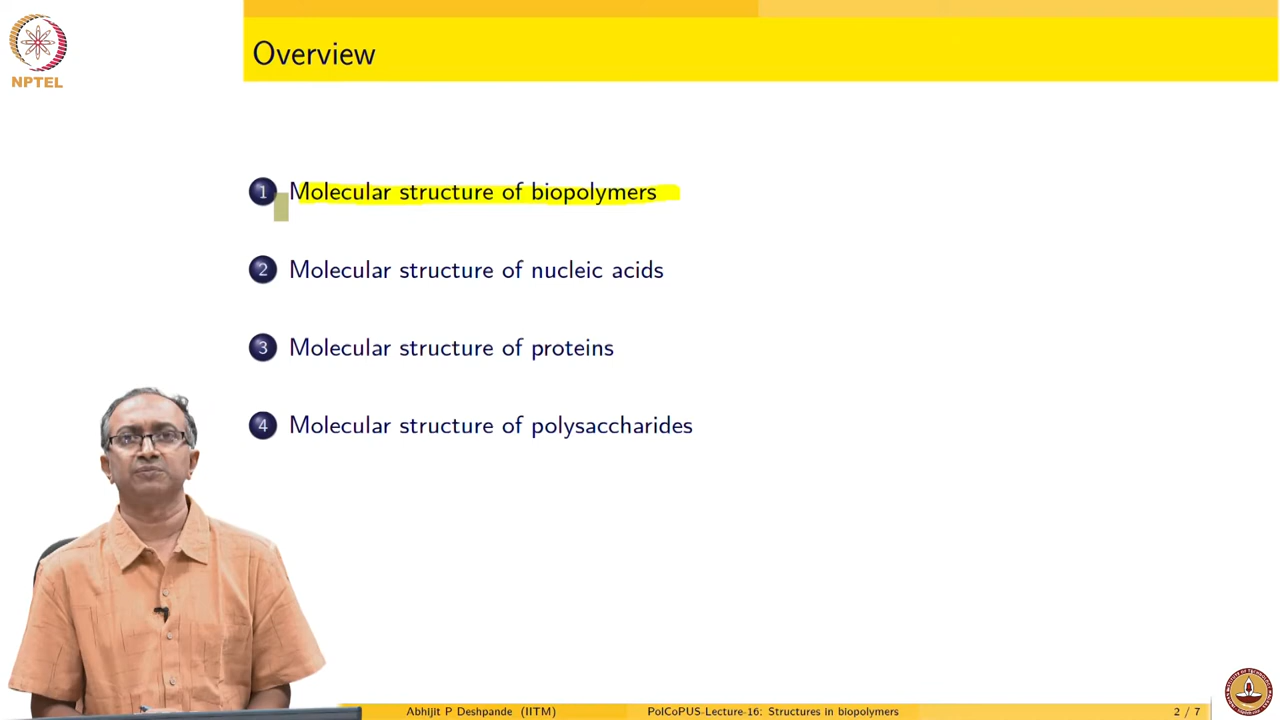 NPTEL
Overview
1 Molecular structure of biopolymers
2 Molecular structure of nucleic acids
3 Molecular structure of proteins
4 Molecular structure of polysaccharides
Abhijit P Deshpande (IITM) PolCoPUS-Lecture-16: Structures in biopolymers 2 / 7